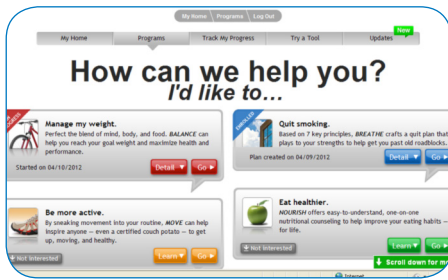 My Home \ Programs \ Log Out
New
My Home Programs Track My Progress Try a Tool Updates
How can we help you?
I'd like to...
Manage my weight.
Perfect the blend of mind, body, and food. BALANCE can
help you reach your goal weight and maximize health and
performance.
Started on 04/10/2012
Detail
Go
ENROLLED
Quit smoking.
Based on 7 key principles, BREATHE crafts a quit plan that
plays to your strengths to help get you past old roadblocks.
Plan created on 04/09/2012
Detail
Go
Be more active.
By sneaking movement into your routine, MOVE can help
inspire anyone — even a certified couch potato — to get
up, moving, and healthy.
Not Interested
Learn
Go
Eat healthier.
NOURISH offers easy-to-understand, one-on-one
nutritional counseling to help improve your eating habits —
for life.
Not Interested
Learn
Go
Scroll down for m
Internet